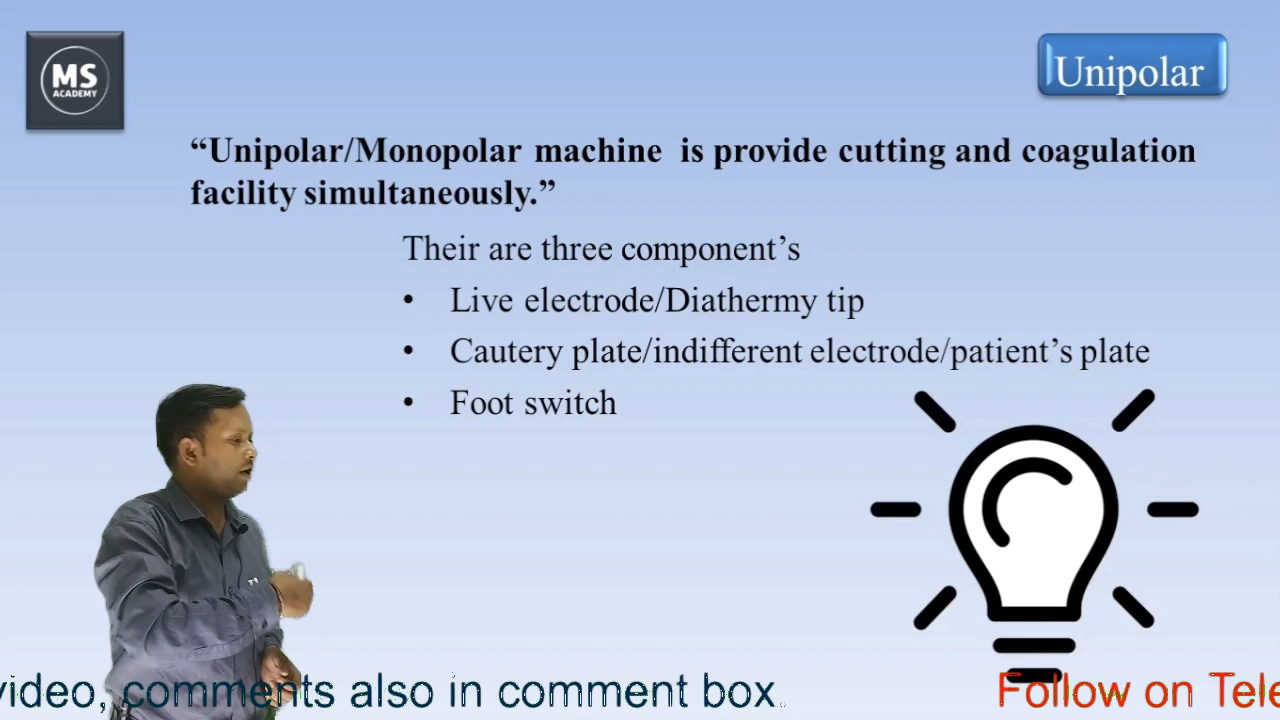 MS
ACADEMY
Unipolar
“Unipolar/Monopolar machine is provide cutting and coagulation
facility simultaneously.”
Their are three component’s
• Live electrode/Diathermy tip
• Cautery plate/indifferent electrode/patient’s plate
• Foot switch
video, comments also in comment box.
Follow on Tele